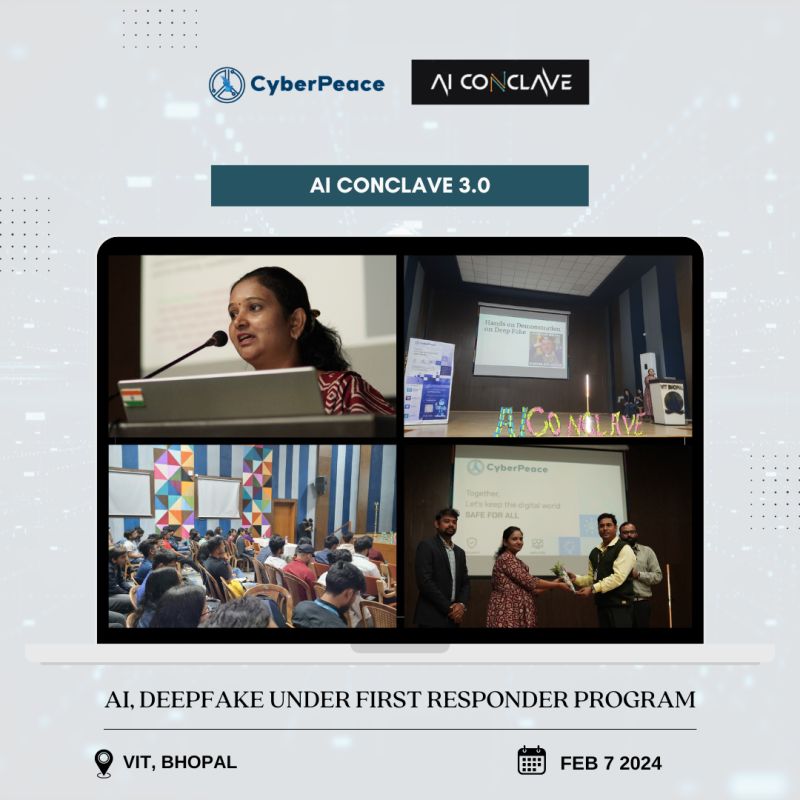 CyberPeace
AI CONCLAVE
AI CONCLAVE 3.0
Hands on Demonstration
on Deep Fake
VIT BHOPAL
AI CONCLAVE
CyberPeace
Together,
Let's keep the digital world
SAFE FOR ALL
AI, DEEPFAKE UNDER FIRST RESPONDER PROGRAM
VIT, BHOPAL
FEB 7 2024